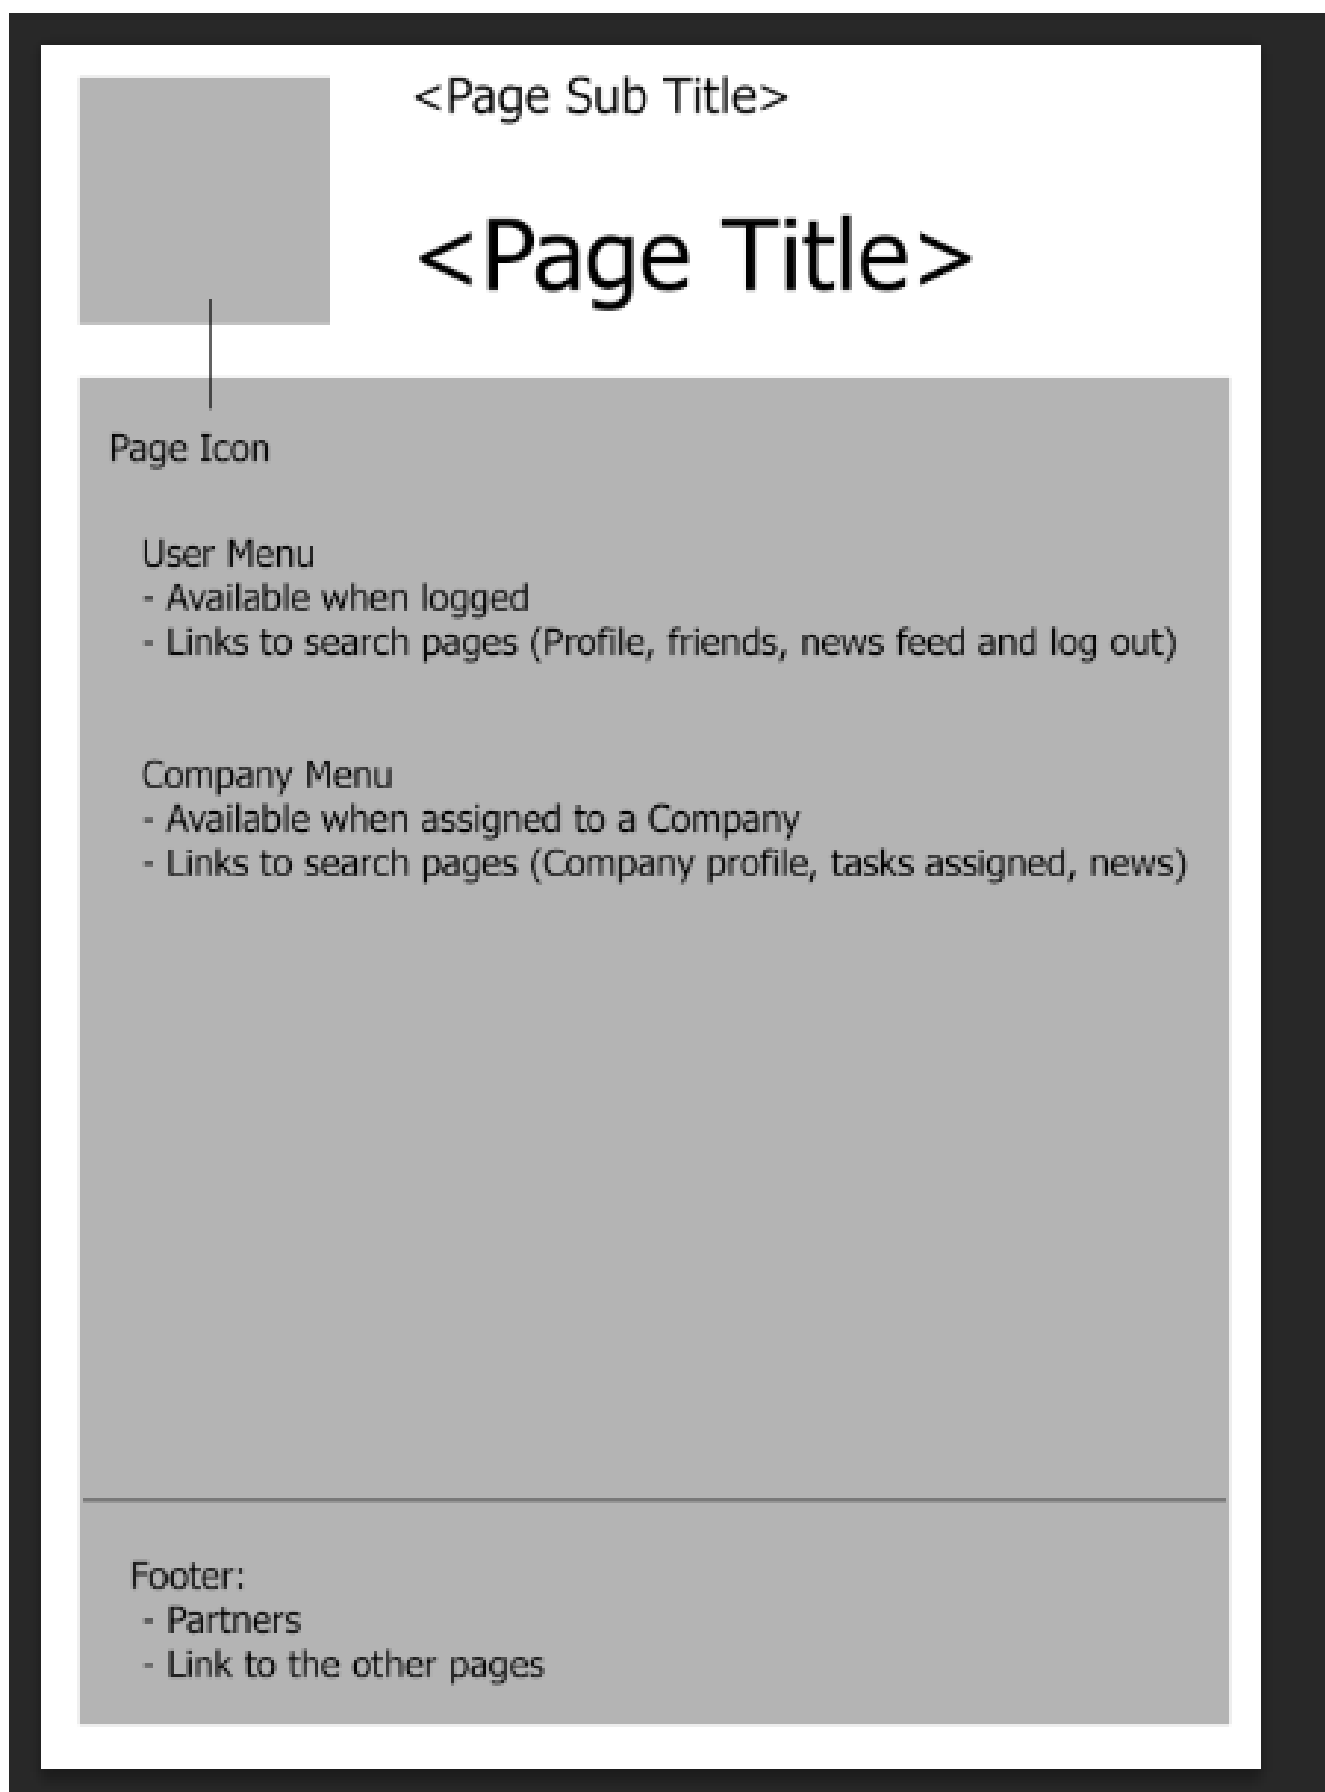 <Page Sub Title>
<Page Title>
Page Icon
User Menu
- Available when logged
- Links to search pages (Profile, friends, news feed and log out)
Company Menu
- Available when assigned to a Company
- Links to search pages (Company profile, tasks assigned, news)
Footer:
- Partners
- Link to the other pages